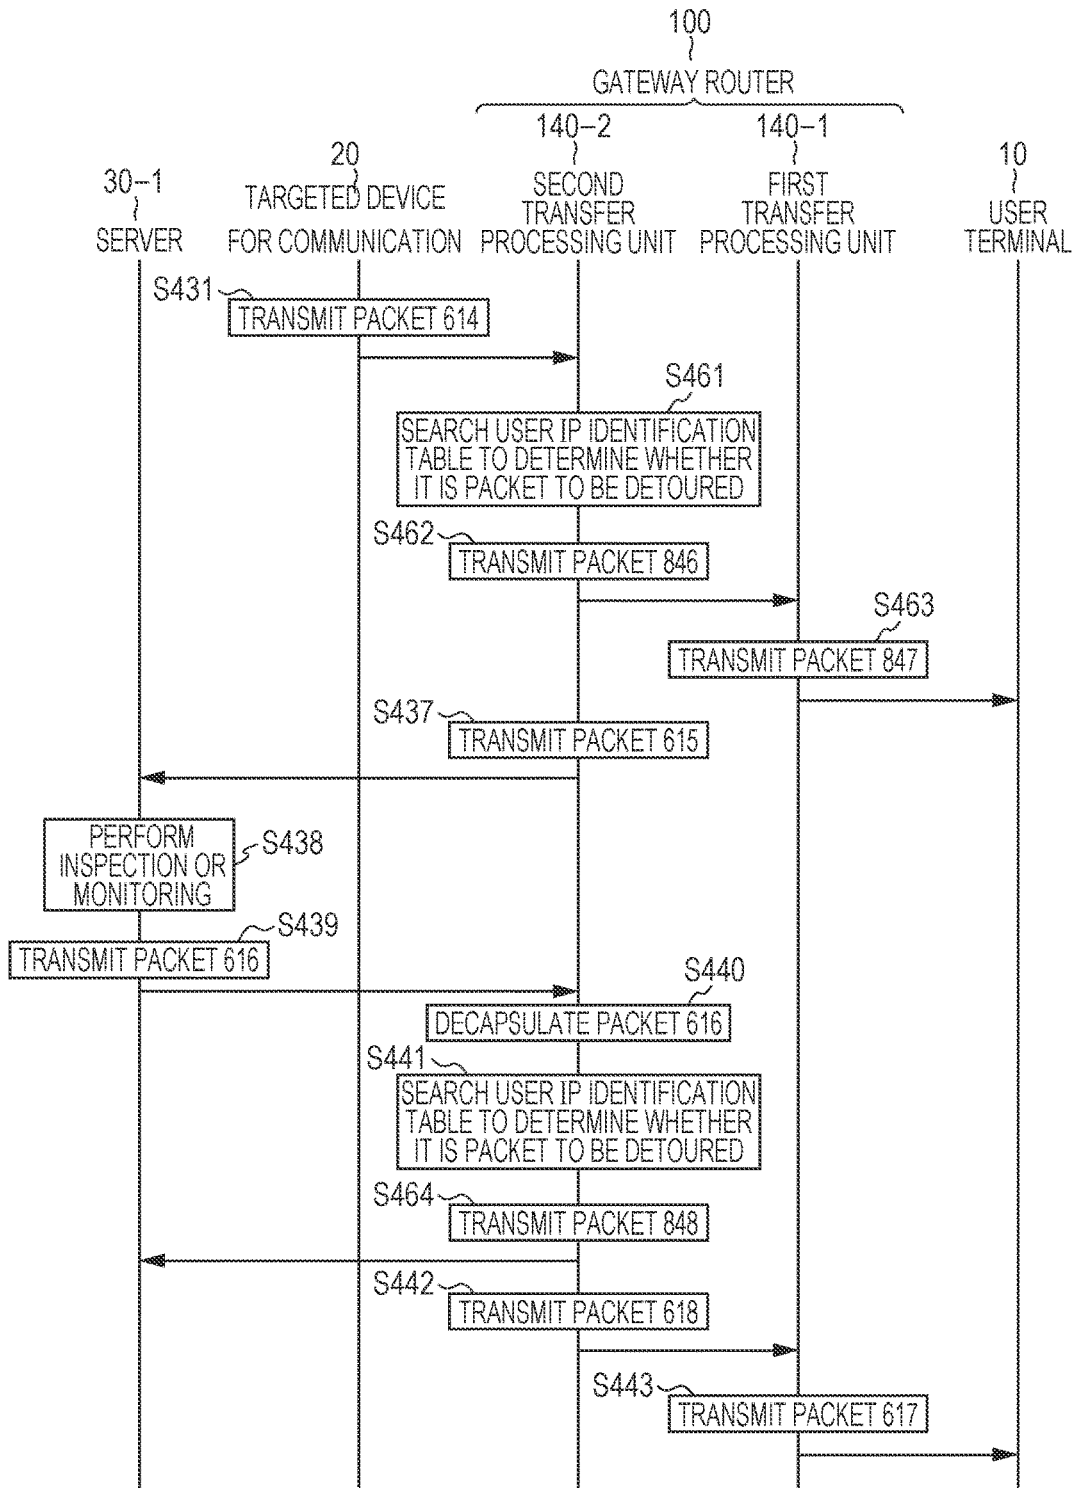 100
GATEWAY ROUTER
140-2
140-1
30-1
20
10
SERVER
TARGETED DEVICE
FOR COMMUNICATION
SECOND
TRANSFER
PROCESSING UNIT
FIRST
TRANSFER
PROCESSING UNIT
USER
TERMINAL
S431
TRANSMIT PACKET 614
S461
SEARCH USER IP IDENTIFICATION
TABLE TO DETERMINE WHETHER
IT IS PACKET TO BE DETOURED
S462
TRANSMIT PACKET 846
S463
TRANSMIT PACKET 847
S437
TRANSMIT PACKET 615
PERFORM
INSPECTION OR
MONITORING
S438
S439
TRANSMIT PACKET 616
S440
DECAPSULATE PACKET 616
S441
SEARCH USER IP IDENTIFICATION
TABLE TO DETERMINE WHETHER
IT IS PACKET TO BE DETOURED
S464
TRANSMIT PACKET 848
S442
TRANSMIT PACKET 618
S443
TRANSMIT PACKET 617